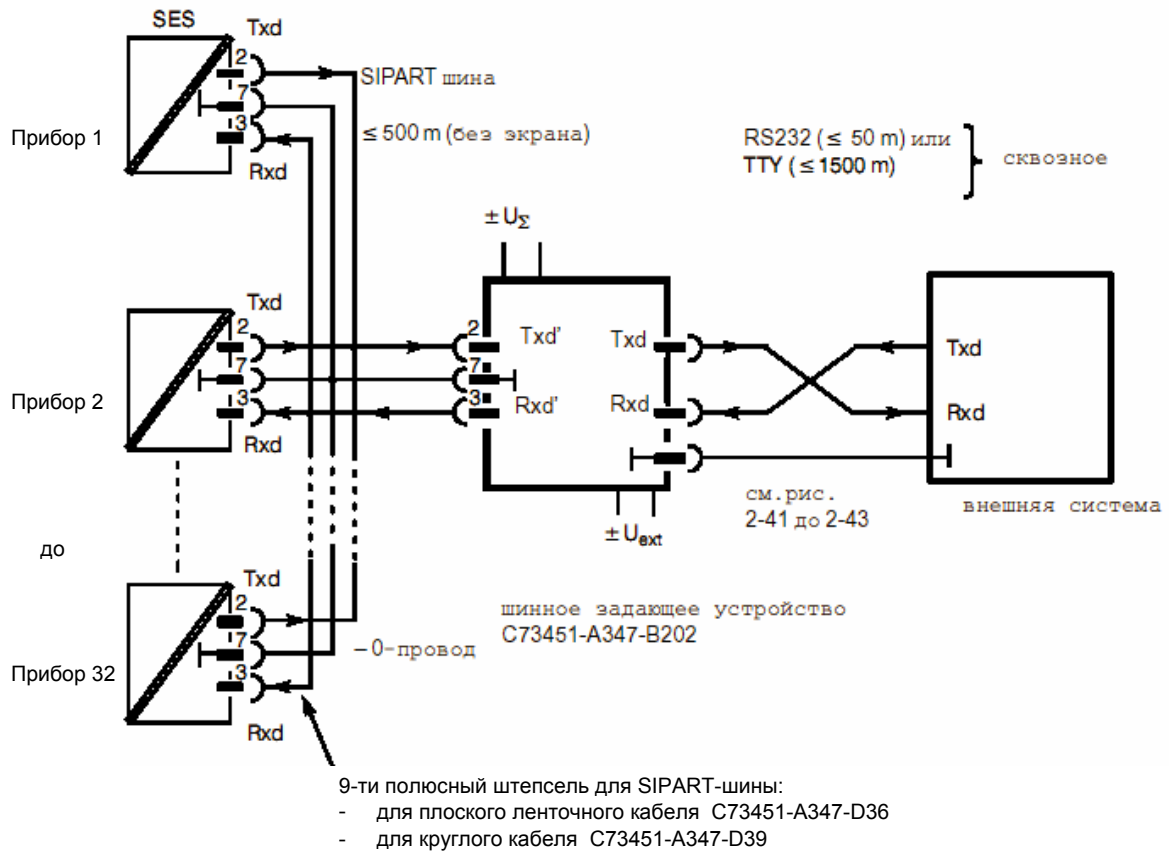 SES
Txd
2
7
3
Rxd
Прибор 1
SIPART шина
≤ 500 m (без экрана)
RS232 (≤ 50 m) или
TTY (≤ 1500 m)
сквозное
± UΣ
Txd
2
7
3
Rxd
Прибор 2
2
7
3
Txd'
Rxd'
Txd
Rxd
Txd
Rxd
см.рис.
2-41 до 2-43
внешняя система
± Uext
до
Txd
2
7
3
Rxd
Прибор 32
–0–провод
шинное задающее устройство
C73451-A347-B202
9-ти полюсный штепсель для SIPART-шины:
- для плоского ленточного кабеля C73451-A347-D36
- для круглого кабеля C73451-A347-D39